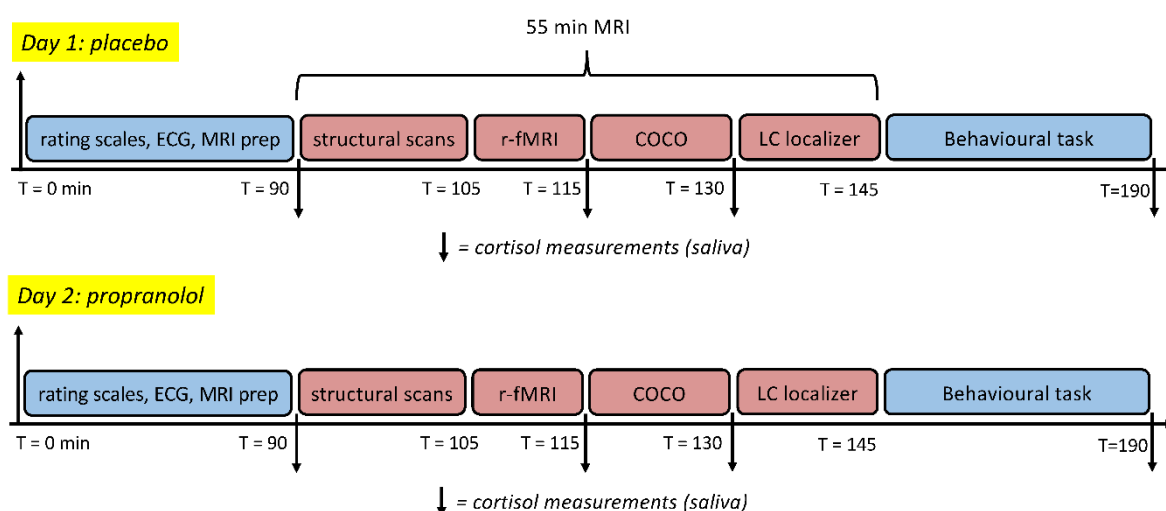 55 min MRI
Day 1: placebo
rating scales, ECG, MRI prep structural scans r-fMRI COCO LC localizer Behavioural task
T = 0 min T = 90 T = 105 T = 115 T = 130 T = 145 T=190
= cortisol measurements (saliva)
Day 2: propranolol
rating scales, ECG, MRI prep structural scans r-fMRI COCO LC localizer Behavioural task
T = 0 min T = 90 T = 105 T = 115 T = 130 T = 145 T=190
= cortisol measurements (saliva)